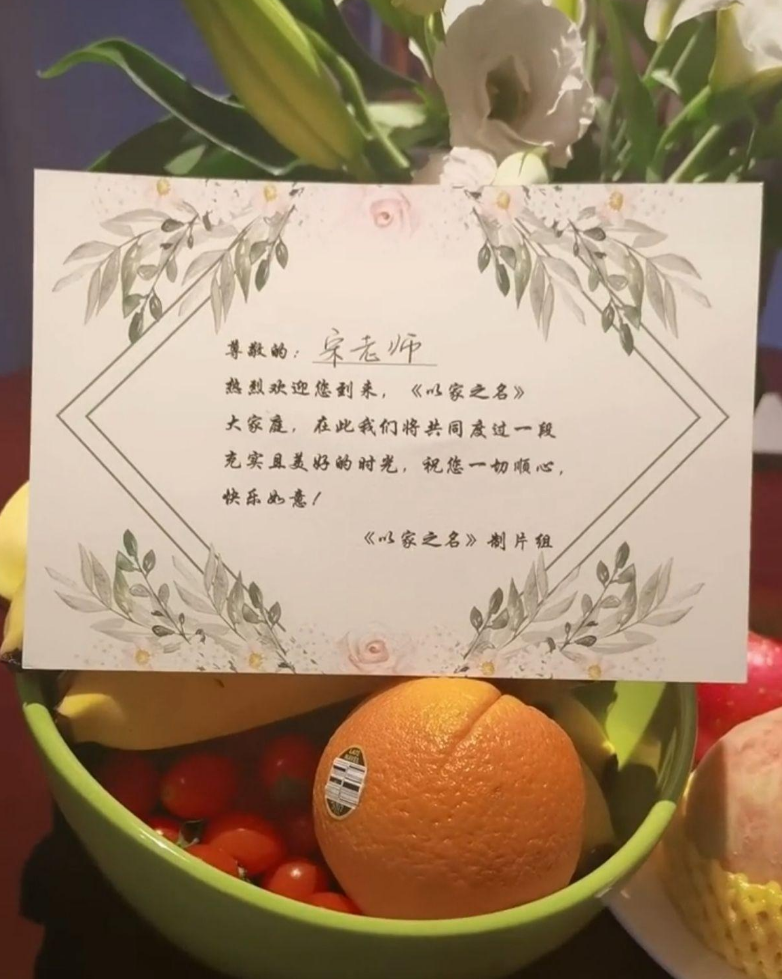 尊敬的：宋老师
热烈欢迎您到来，《以家之名》
大家庭，在此我们将共同度过一段
充实且美好的时光，祝您一切顺心，
快乐如意！
《以家之名》制片组